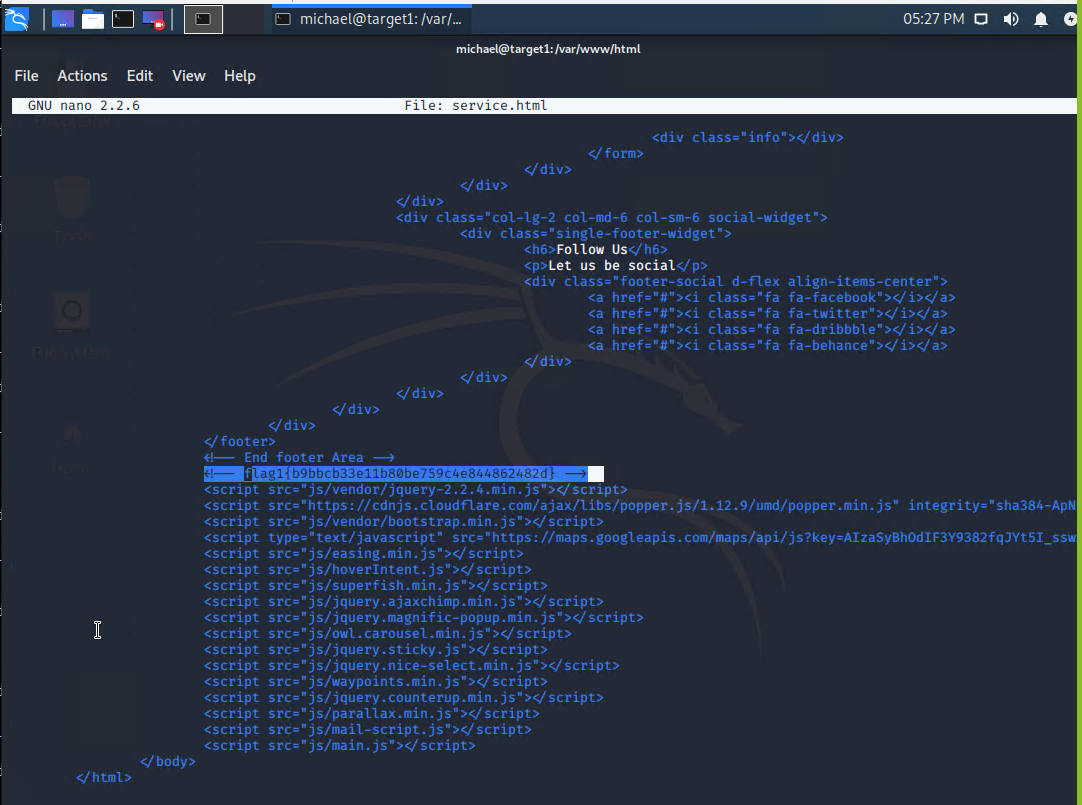 michael@target1: /var/...
05:27 PM
michael@target1: /var/www/html
File Actions Edit View Help
GNU nano 2.2.6 File: service.html
<div class="info"></div>
</form>
</div>
</div>
</div>
<div class="col-lg-2 col-md-6 col-sm-6 social-widget">
<div class="single-footer-widget">
<h6>Follow Us</h6>
<p>Let us be social</p>
<div class="footer-social d-flex align-items-center">
<a href="#"><i class="fa fa-facebook"></i></a>
<a href="#"><i class="fa fa-twitter"></i></a>
<a href="#"><i class="fa fa-dribbble"></i></a>
<a href="#"><i class="fa fa-behance"></i></a>
</div>
</div>
</div>
</div>
</div>
</footer>
<!-- End footer Area -->
<!-- flag1{b9bbcb33e11b80be759c4e844862482d} -->
<script src="js/vendor/jquery-2.2.4.min.js"></script>
<script src="https://cdnjs.cloudflare.com/ajax/libs/popper.js/1.12.9/umd/popper.min.js" integrity="sha384-ApN
<script src="js/vendor/bootstrap.min.js"></script>
<script type="text/javascript" src="https://maps.googleapis.com/maps/api/js?key=AIzaSyBhOdIF3Y9382fqJYt5I_ssw
<script src="js/easing.min.js"></script>
<script src="js/hoverIntent.js"></script>
<script src="js/superfish.min.js"></script>
<script src="js/jquery.ajaxchimp.min.js"></script>
<script src="js/jquery.magnific-popup.min.js"></script>
<script src="js/owl.carousel.min.js"></script>
<script src="js/jquery.sticky.js"></script>
<script src="js/jquery.nice-select.min.js"></script>
<script src="js/waypoints.min.js"></script>
<script src="js/jquery.counterup.min.js"></script>
<script src="js/parallax.min.js"></script>
<script src="js/mail-script.js"></script>
<script src="js/main.js"></script>
</body>
</html>